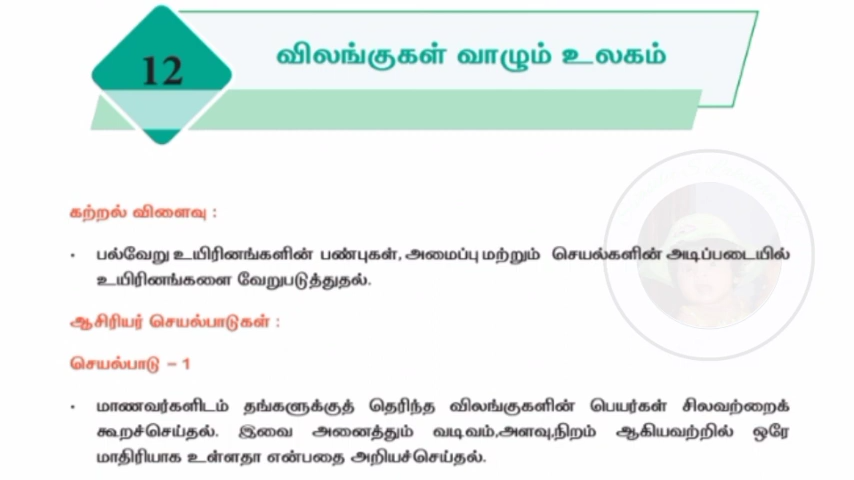 12
விலங்குகள் வாழும் உலகம்
கற்றல் விளைவு :
• பல்வேறு உயிரினங்களின் பண்புகள், அமைப்பு மற்றும் செயல்களின் அடிப்படையில்
உயிரினங்களை வேறுபடுத்துதல்.
ஆசிரியர் செயல்பாடுகள் :
செயல்பாடு – 1
• மாணவர்களிடம் தங்களுக்குத் தெரிந்த விலங்குகளின் பெயர்கள் சிலவற்றைக்
கூறச்செய்தல். இவை அனைத்தும் வடிவம்,அளவு,நிறம் ஆகியவற்றில் ஒரே
மாதிரியாக உள்ளதா என்பதை அறியச்செய்தல்.